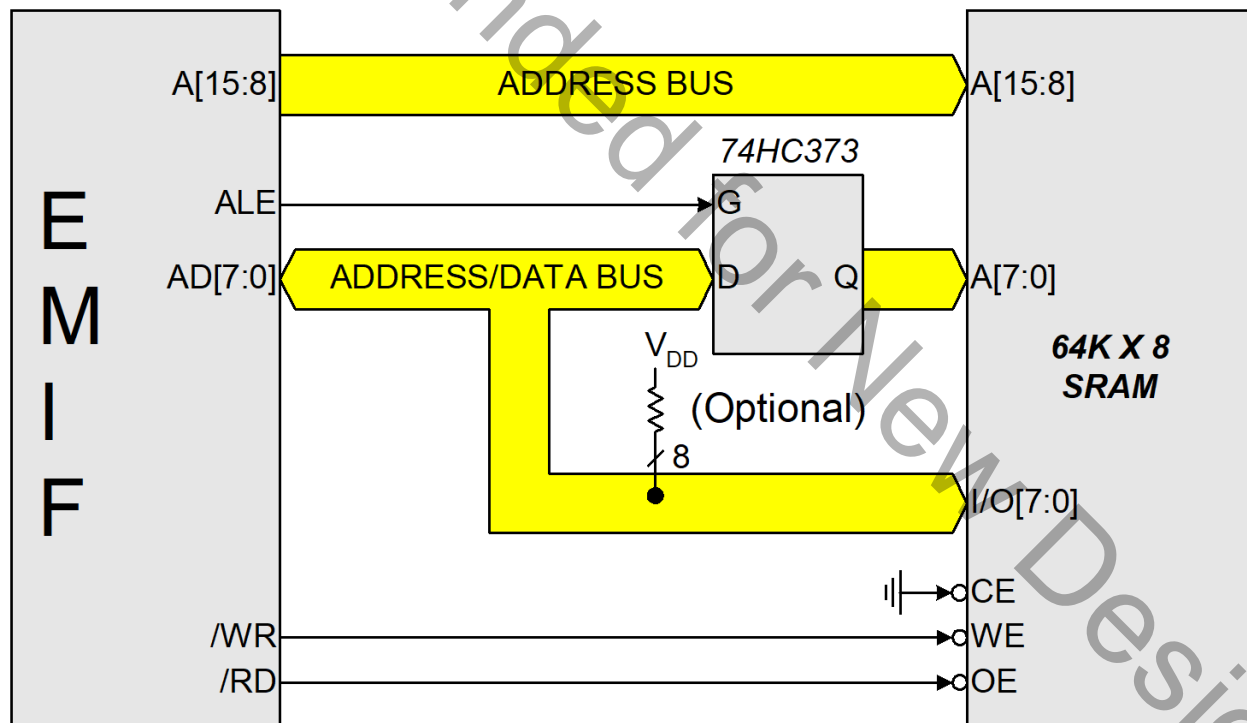 A[15:8] ADDRESS BUS A[15:8]
74HC373
ALE G
E
M
I
F
AD[7:0] ADDRESS/DATA BUS D Q A[7:0]
64K X 8
SRAM
VDD
(Optional)
8
I/O[7:0]
CE
/WR WE
/RD OE
nded for New Desig